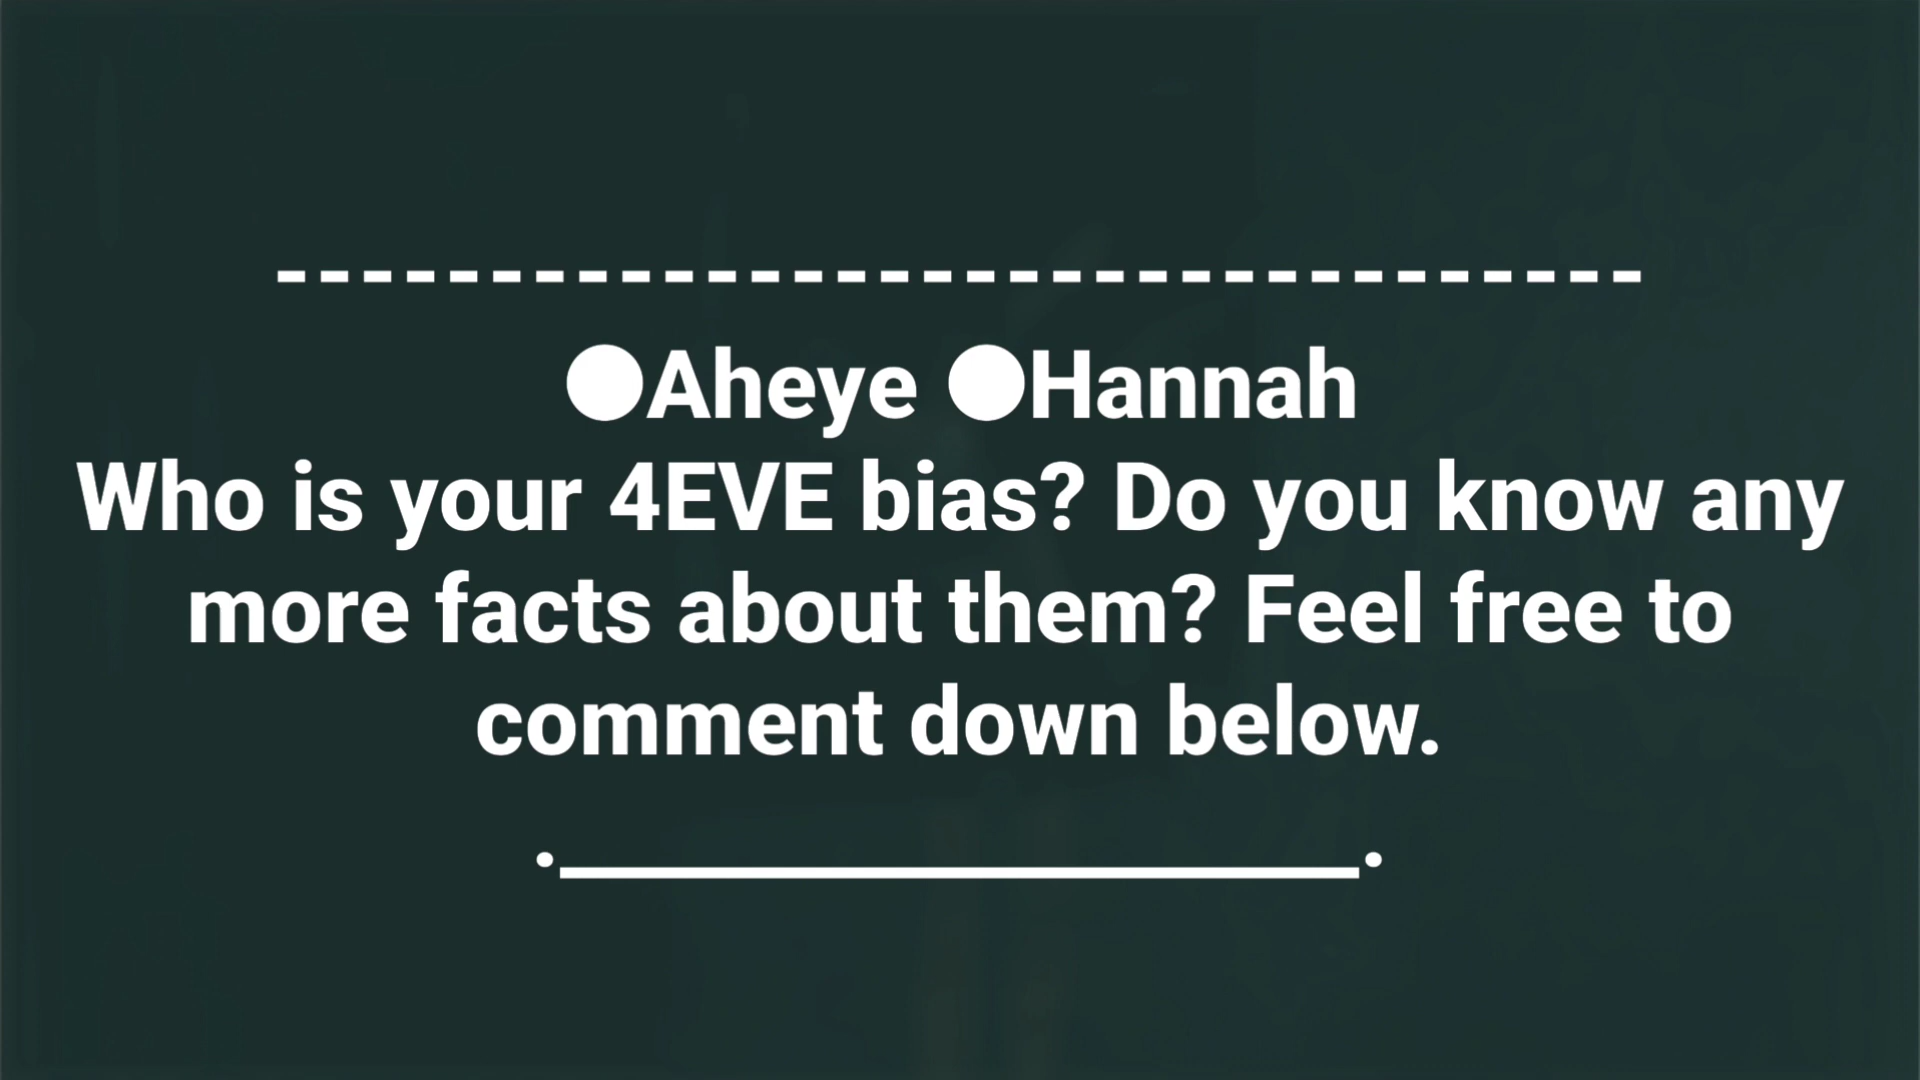 --------------------------------
●Aheye ●Hannah
Who is your 4EVE bias? Do you know any
more facts about them? Feel free to
comment down below.
·________________·